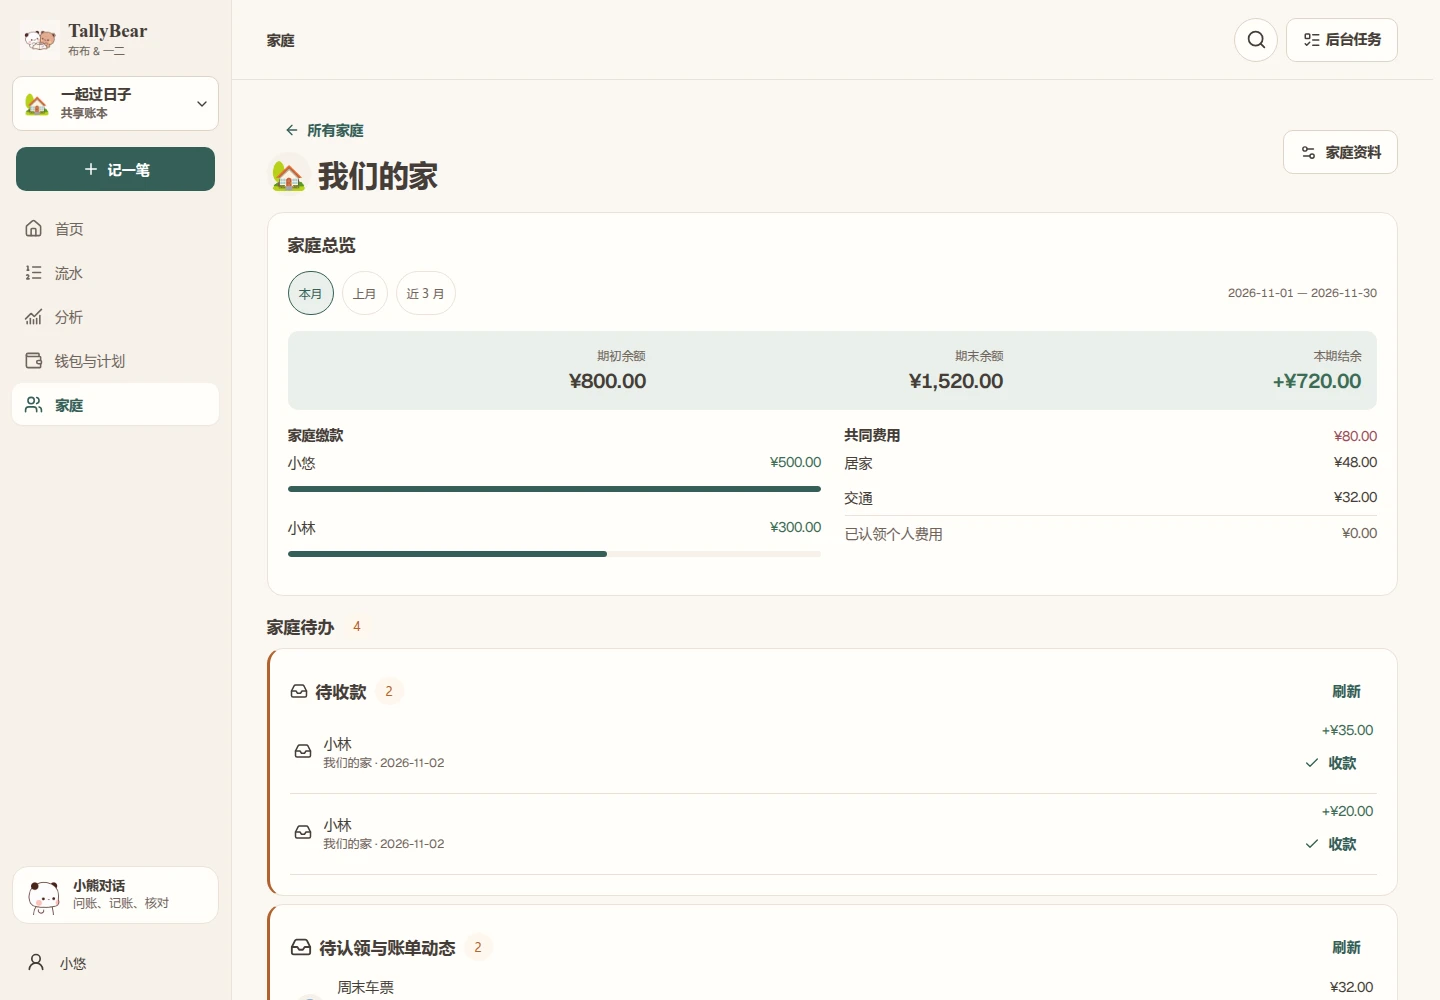 TallyBear
布布 & 一二
一起过日子
共享账本
记一笔
首页
流水
分析
钱包与计划
家庭
小熊对话
问账、记账、核对
小悠
家庭
后台任务
所有家庭
我们的家
家庭资料
家庭总览
本月
上月
近 3 月
2026-11-01 — 2026-11-30
期初余额
¥800.00
期末余额
¥1,520.00
本期结余
+¥720.00
家庭缴款
小悠
¥500.00
小林
¥300.00
共同费用
¥80.00
居家
¥48.00
交通
¥32.00
已认领个人费用
¥0.00
家庭待办
4
待收款
2
刷新
小林
我们的家 · 2026-11-02
+¥35.00
收款
小林
我们的家 · 2026-11-02
+¥20.00
收款
待认领与账单动态
2
刷新
周末车票
¥32.00